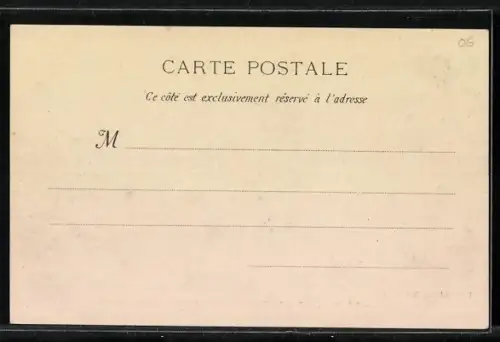 06
CARTE POSTALE
Ce côté est exclusivement réservé à l'adresse
M